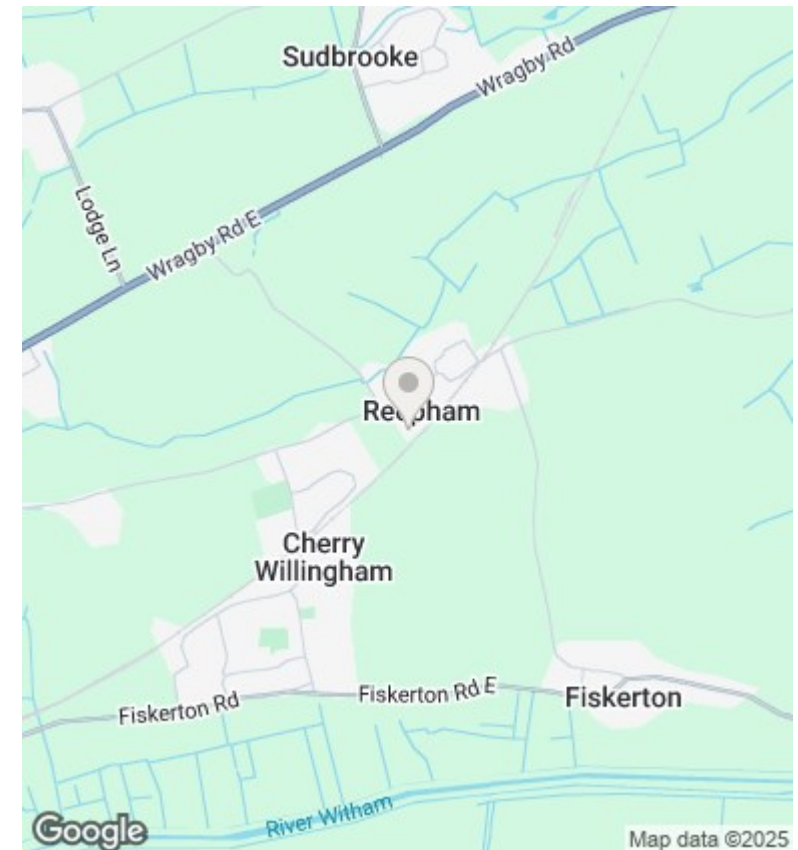 Sudbrooke
Wragby Rd
Lodge Ln
Wragby Rd E
Reepham
Cherry
Willingham
Fiskerton Rd
Fiskerton Rd E
Fiskerton
River Witham
Google
Map data ©2025